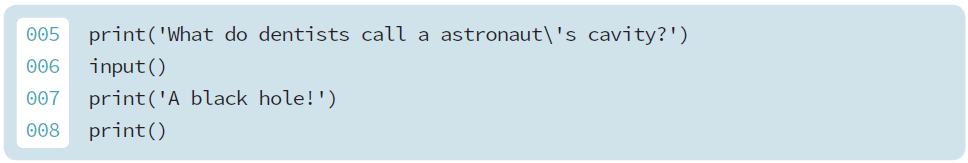 005 print('What do dentists call a astronaut\'s cavity?')
006 input()
007 print('A black hole!')
008 print()